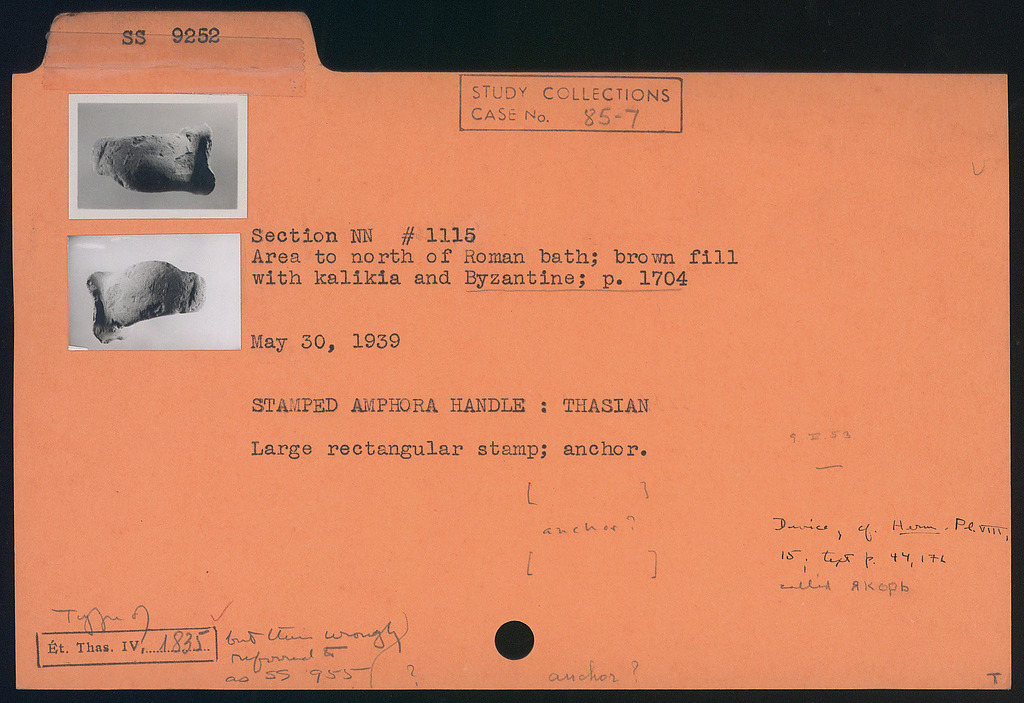 SS 9252
STUDY COLLECTIONS
CASE No. 85-7
Section NN # 1115
Area to north of Roman bath; brown fill
with kalikia and Byzantine; p. 1704
May 30, 1939
STAMPED AMPHORA HANDLE : THASIAN
Large rectangular stamp; anchor.
9 II 53
[ ]
anchor?
[ ]
Device, cf. Herm. Pl. VIII,
15; text p. 44, 176
called якорь
Type of
Ét. Thas. IV, 1835
but there wrongly
referred to
as SS 955
?
anchor?
T